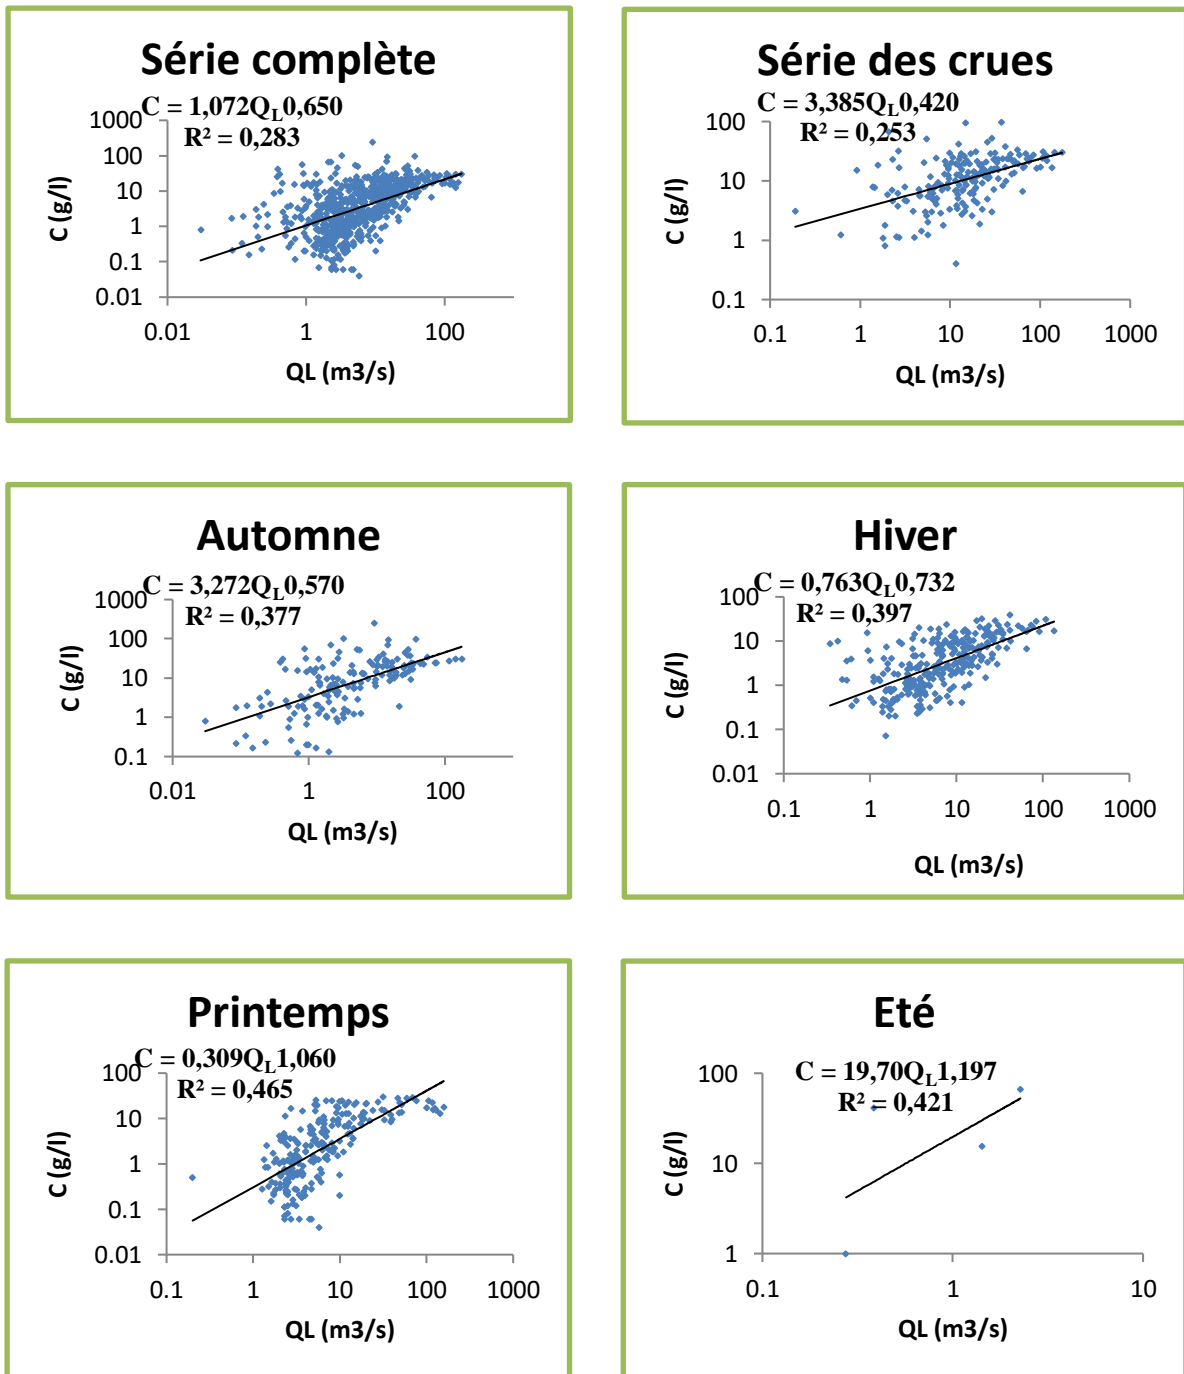 Série complète
C = 1,072Q_L0,650
R² = 0,283
1000
100
10
1
0.1
0.01
C (g/l)
0.01
1
100
QL (m3/s)
Série des crues
C = 3,385Q_L0,420
R² = 0,253
100
10
1
0.1
C (g/l)
0.1
1
10
100
1000
QL (m3/s)
Automne
C = 3,272Q_L0,570
R² = 0,377
1000
100
10
1
0.1
C (g/l)
0.01
1
100
QL (m3/s)
Hiver
C = 0,763Q_L0,732
R² = 0,397
100
10
1
0.1
0.01
C (g/l)
0.1
1
10
100
1000
QL (m3/s)
Printemps
C = 0,309Q_L1,060
R² = 0,465
100
10
1
0.1
0.01
C (g/l)
0.1
1
10
100
1000
QL (m3/s)
Eté
C = 19,70Q_L1,197
R² = 0,421
100
10
1
C (g/l)
0.1
1
10
QL (m3/s)